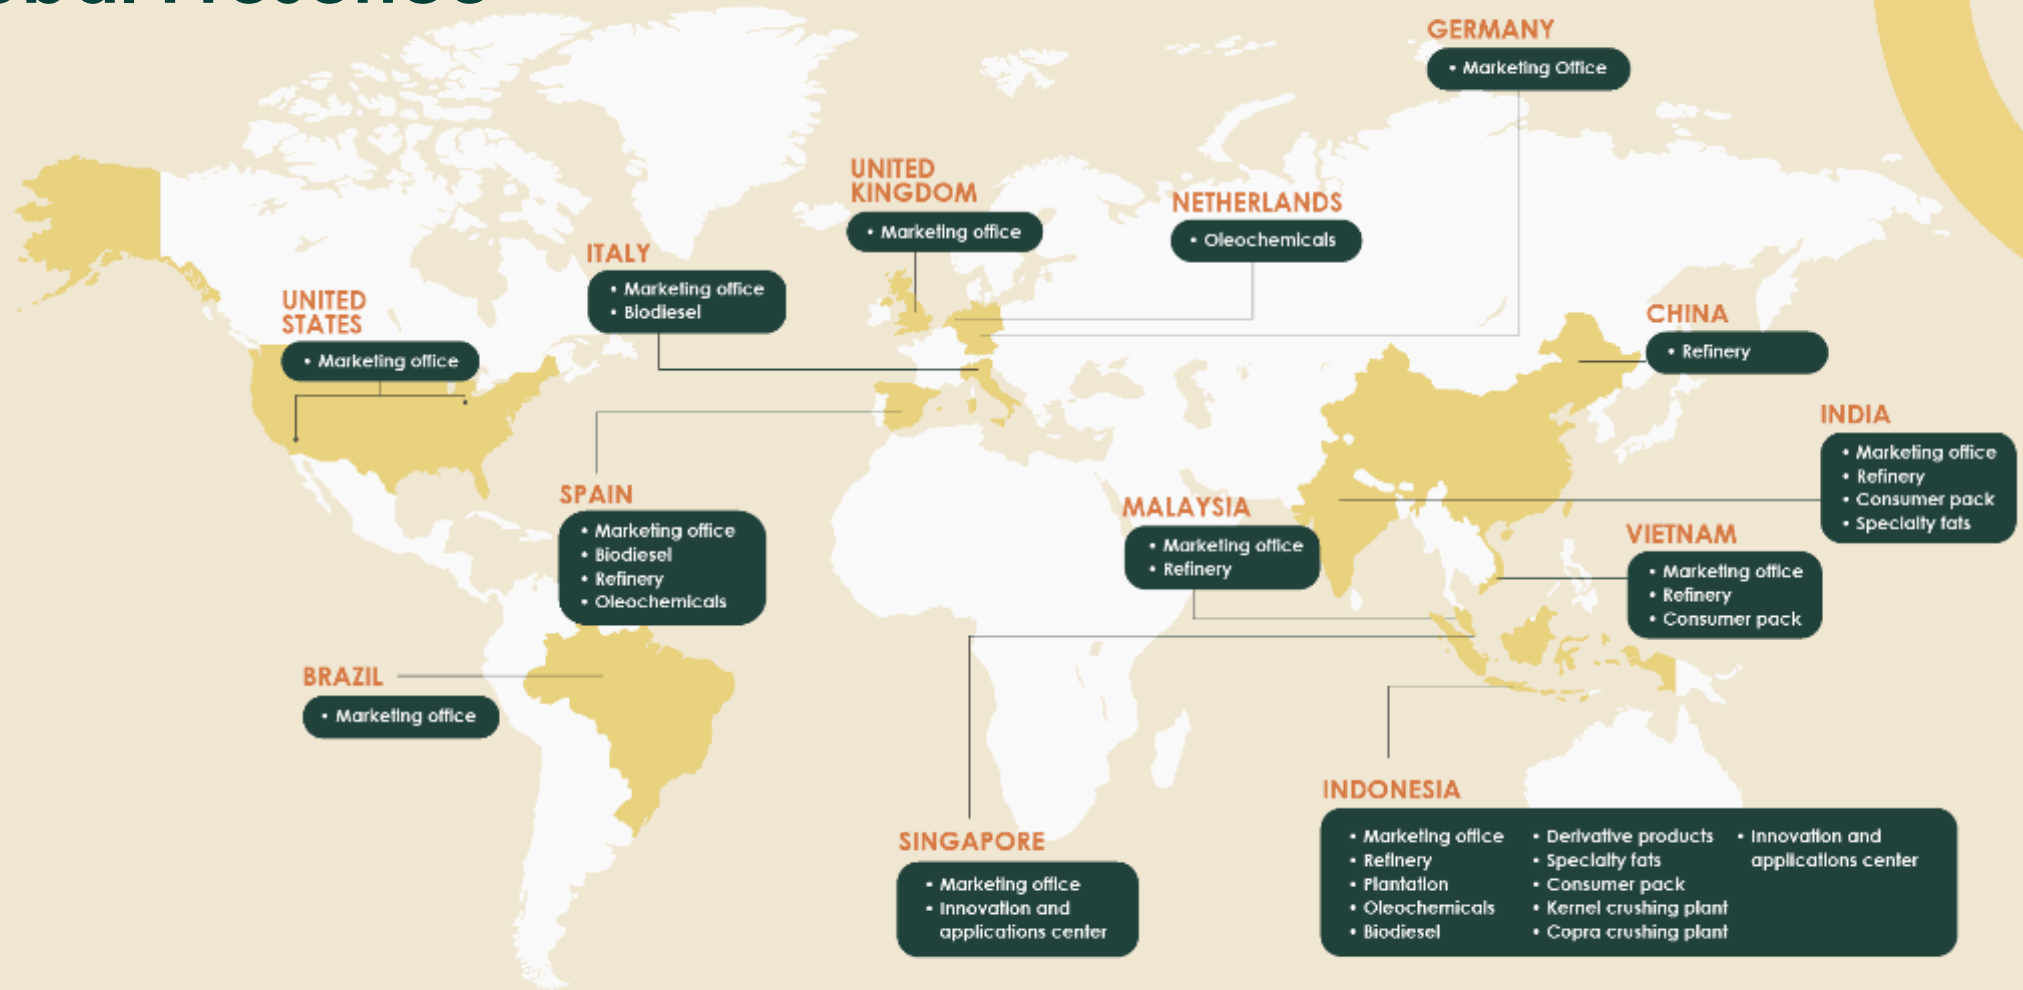 GERMANY
• Marketing Office
UNITED
KINGDOM
• Marketing office
NETHERLANDS
• Oleochemicals
ITALY
• Marketing office
• Biodiesel
UNITED
STATES
• Marketing office
CHINA
• Refinery
INDIA
• Marketing office
• Refinery
• Consumer pack
• Specialty fats
SPAIN
• Marketing office
• Biodiesel
• Refinery
• Oleochemicals
MALAYSIA
• Marketing office
• Refinery
VIETNAM
• Marketing office
• Refinery
• Consumer pack
BRAZIL
• Marketing office
SINGAPORE
• Marketing office
• Innovation and
applications center
INDONESIA
• Marketing office
• Refinery
• Plantation
• Oleochemicals
• Biodiesel
• Derivative products
• Specialty fats
• Consumer pack
• Kernel crushing plant
• Copra crushing plant
• Innovation and
applications center